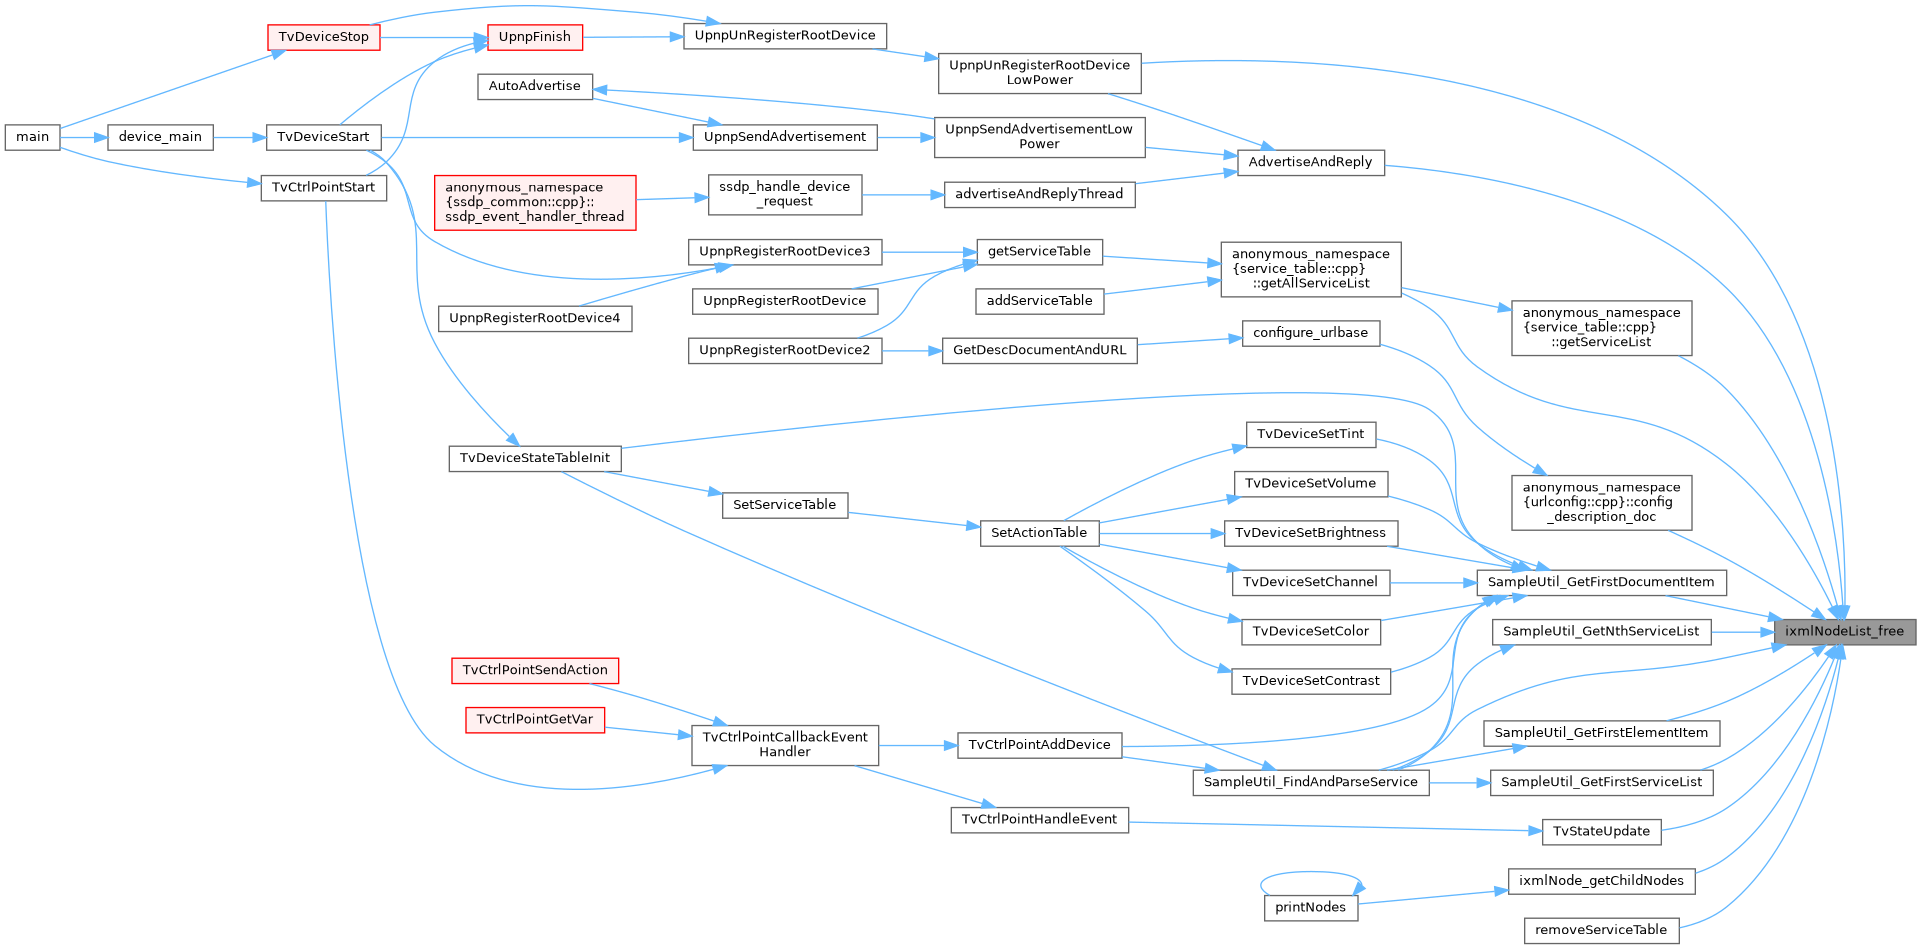 TvDeviceStop
UpnpFinish
UpnpUnRegisterRootDevice
UpnpUnRegisterRootDevice
LowPower
AutoAdvertise
main
device_main
TvDeviceStart
UpnpSendAdvertisement
UpnpSendAdvertisementLow
Power
AdvertiseAndReply
TvCtrlPointStart
anonymous_namespace
{ssdp_common::cpp}::
ssdp_event_handler_thread
ssdp_handle_device
_request
advertiseAndReplyThread
UpnpRegisterRootDevice3
getServiceTable
anonymous_namespace
{service_table::cpp}
::getAllServiceList
UpnpRegisterRootDevice
addServiceTable
UpnpRegisterRootDevice4
anonymous_namespace
{service_table::cpp}
::getServiceList
UpnpRegisterRootDevice2
GetDescDocumentAndURL
configure_urlbase
TvDeviceStateTableInit
TvDeviceSetTint
TvDeviceSetVolume
anonymous_namespace
{urlconfig::cpp}::config
_description_doc
SetServiceTable
SetActionTable
TvDeviceSetBrightness
TvDeviceSetChannel
SampleUtil_GetFirstDocumentItem
TvDeviceSetColor
SampleUtil_GetNthServiceList
ixmlNodeList_free
TvCtrlPointSendAction
TvDeviceSetContrast
TvCtrlPointGetVar
TvCtrlPointCallbackEvent
Handler
TvCtrlPointAddDevice
SampleUtil_GetFirstElementItem
SampleUtil_FindAndParseService
SampleUtil_GetFirstServiceList
TvCtrlPointHandleEvent
TvStateUpdate
printNodes
ixmlNode_getChildNodes
removeServiceTable